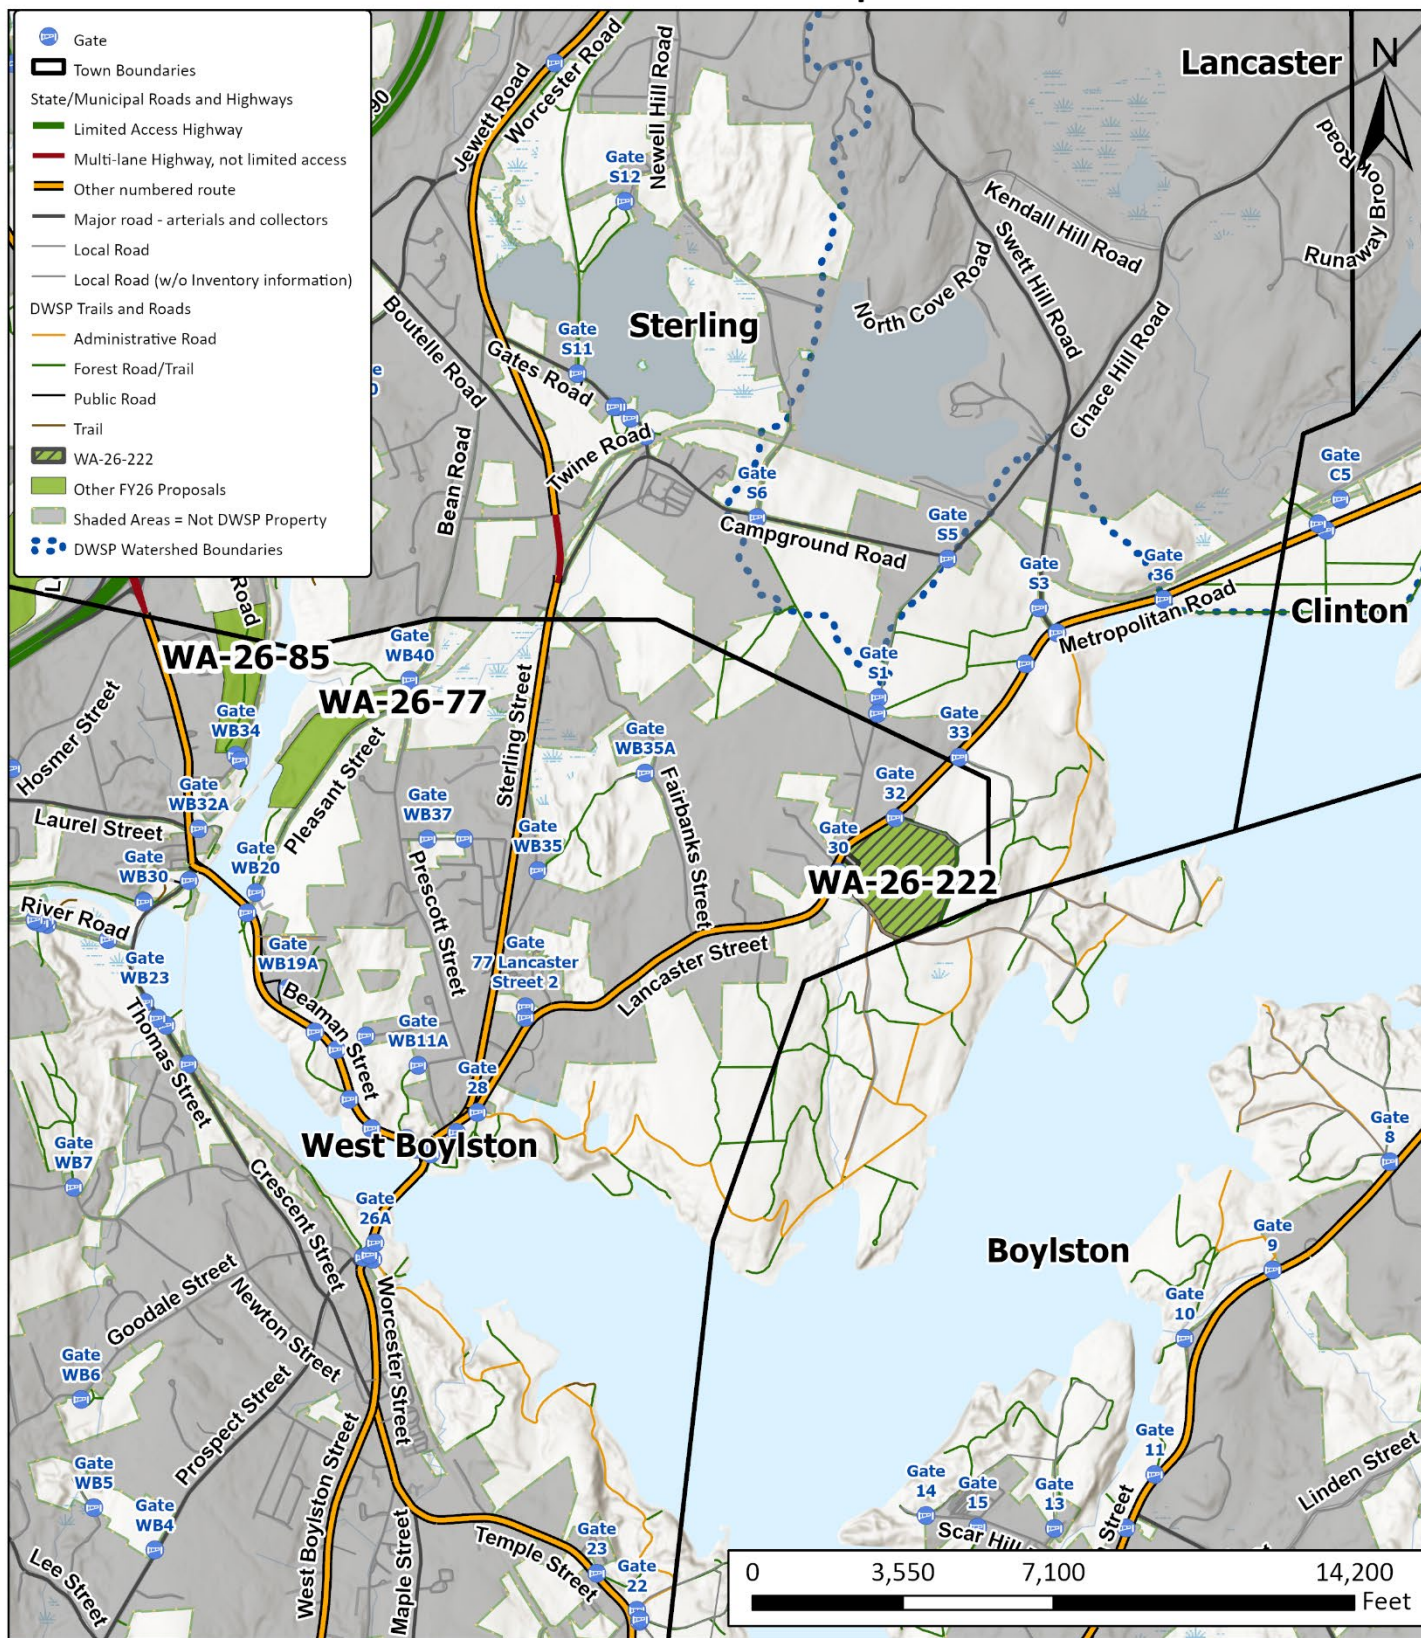 Gate
Town Boundaries
State/Municipal Roads and Highways
Limited Access Highway
Multi-lane Highway, not limited access
Other numbered route
Major road - arterials and collectors
Local Road
Local Road (w/o Inventory information)
DWSP Trails and Roads
Administrative Road
Forest Road/Trail
Public Road
Trail
WA-26-222
Other FY26 Proposals
Shaded Areas = Not DWSP Property
DWSP Watershed Boundaries
90
Jewett Road
Worcester Road
Newell Hill Road
Lancaster
N
Gate
S12
Kendall Hill Road
Runaway Brook Road
Swett Hill Road
North Cove Road
Chace Hill Road
Boutelle Road
Sterling
Gate
S11
Gates Road
Bean Road
Twine Road
Gate
S6
Campground Road
Gate
S5
Gate
C5
Gate
S3
Gate
36
Metropolitan Road
Clinton
Road
WA-26-85
Gate
WB40
WA-26-77
Gate
S1
Hosmer Street
Gate
WB34
Pleasant Street
Sterling Street
Gate
WB35A
Gate
33
Gate
32
Gate
WB32A
Laurel Street
Gate
WB37
Gate
WB35
Fairbanks Street
Gate
30
WA-26-222
Gate
WB30
Gate
WB20
Prescott Street
River Road
Gate
WB19A
Gate
77 Lancaster
Street 2
Lancaster Street
Gate
WB23
Beaman Street
Thomas Street
Gate
WB11A
Gate
28
West Boylston
Gate
WB7
Gate
8
Crescent Street
Gate
26A
Boylston
Gate
9
Goodale Street
Newton Street
Worcester Street
Gate
10
Gate
WB6
Prospect Street
West Boylston Street
Gate
WB5
Gate
WB4
Gate
11
Linden Street
Gate
14
Gate
15
Gate
13
Scar Hill
Street
Lee Street
Maple Street
Temple Street
Gate
23
Gate
22
0 3,550 7,100 14,200
Feet